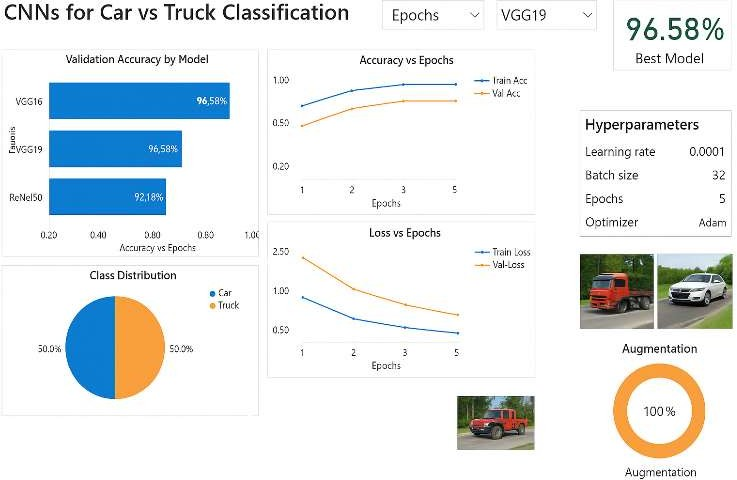 CNNs for Car vs Truck Classification
Epochs
VGG19
96.58%
Best Model
Validation Accuracy by Model
VGG16
96,58%
VGG19
96,58%
ReNel50
92,18%
0.20 0.40 0.80 0.80 1.00
Accuracy vs Epochs
Accuracy vs Epochs
1.00
0.50
0.20
1 2 3 5
Epochs
Train Acc
Val Acc
Hyperparameters
Learning rate 0.0001
Batch size 32
Epochs 5
Optimizer Adam
Class Distribution
Car
Truck
50.0%
50.0%
Loss vs Epochs
2.50
1.00
0.50
1 2 3 5
Epochs
Train Loss
Val-Loss
Augmentation
100%
Augmentation